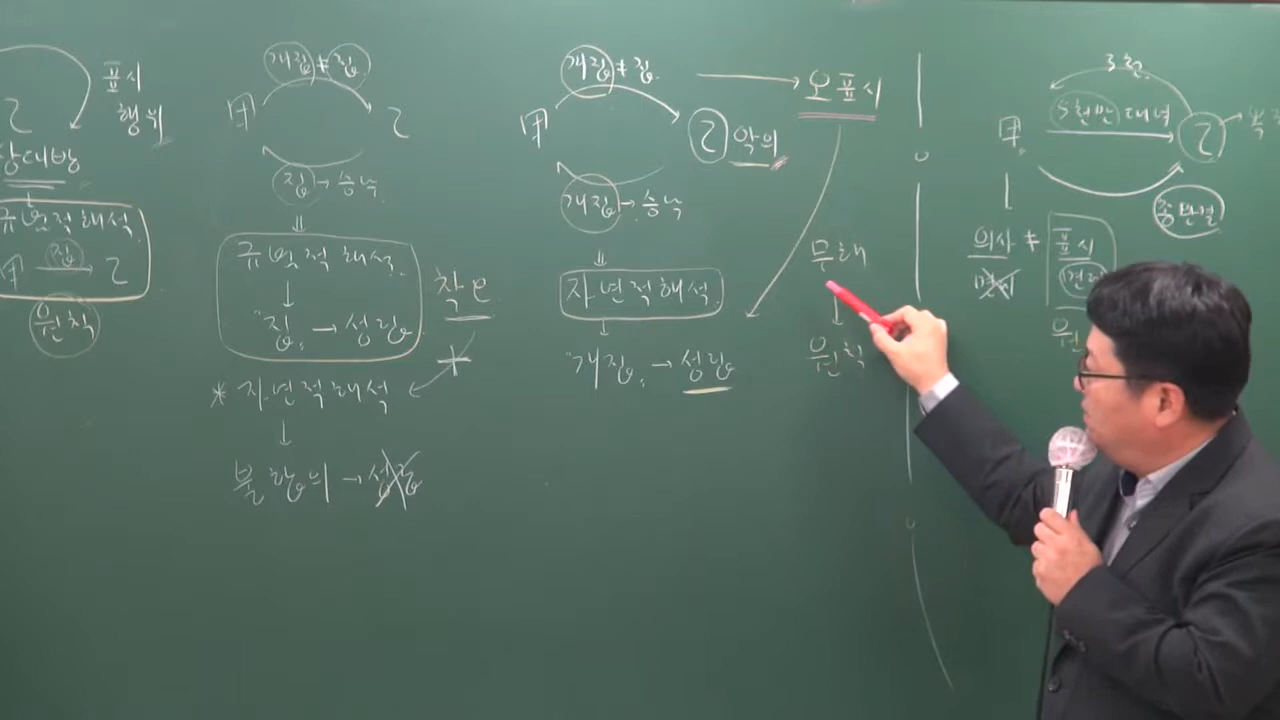 乙
표시
행위
상대방
규범적해석
집
甲 → 乙
원칙
개집≠집
甲
乙
집→승낙
⇓
규범적해석
↓
"집" → 성립
착오
* 자연적해석
↓
불합의 → 성립
개집≠집
甲
乙 악의
개집→승낙
⇓
자연적해석
↓
"개집" → 성립
오표시
무해
↓
원칙
3천
甲
5천만 대여
乙
의사≠
표시